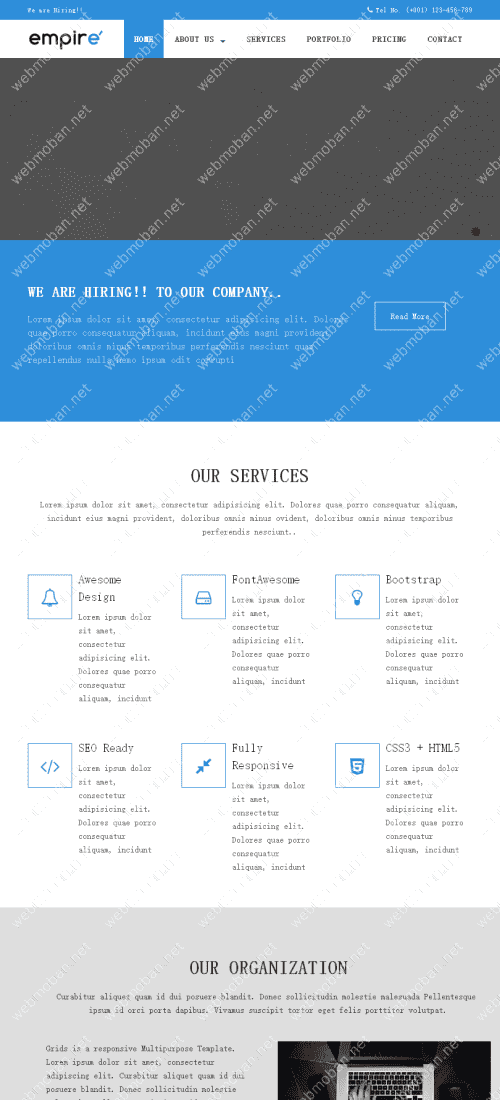 We are Hiring!!
Tel No. (+001) 123-456-789
empire
HOME ABOUT US SERVICES PORTFOLIO PRICING CONTACT
WE ARE HIRING!! TO OUR COMPANY..
Lorem ipsum dolor sit amet, consectetur adipisicing elit. Dolores
quae porro consequatur aliquam, incidunt eius magni provident,
doloribus omnis minus temporibus perferendis nesciunt quam
repellendus nulla nemo ipsum odit corrupti
Read More
OUR SERVICES
Lorem ipsum dolor sit amet, consectetur adipisicing elit. Dolores quae porro consequatur aliquam,
incidunt eius magni provident, doloribus omnis minus ovident, doloribus omnis minus temporibus
perferendis nesciunt..
Awesome
Design
Lorem ipsum dolor
sit amet,
consectetur
adipisicing elit.
Dolores quae porro
consequatur
aliquam, incidunt
FontAwesome
Lorem ipsum dolor
sit amet,
consectetur
adipisicing elit.
Dolores quae porro
consequatur
aliquam, incidunt
Bootstrap
Lorem ipsum dolor
sit amet,
consectetur
adipisicing elit.
Dolores quae porro
consequatur
aliquam, incidunt
SEO Ready
Lorem ipsum dolor
sit amet,
consectetur
adipisicing elit.
Dolores quae porro
consequatur
aliquam, incidunt
Fully
Responsive
Lorem ipsum dolor
sit amet,
consectetur
adipisicing elit.
Dolores quae porro
consequatur
aliquam, incidunt
CSS3 + HTML5
Lorem ipsum dolor
sit amet,
consectetur
adipisicing elit.
Dolores quae porro
consequatur
aliquam, incidunt
OUR ORGANIZATION
Curabitur aliquet quam id dui posuere blandit. Donec sollicitudin molestie malesuada Pellentesque
ipsum id orci porta dapibus. Vivamus suscipit tortor eget felis porttitor volutpat.
Grids is a responsive Multipurpose Template.
Lorem ipsum dolor sit amet, consectetur
adipiscing elit. Curabitur aliquet quam id dui
posuere blandit. Donec sollicitudin molestie
webmoban.net